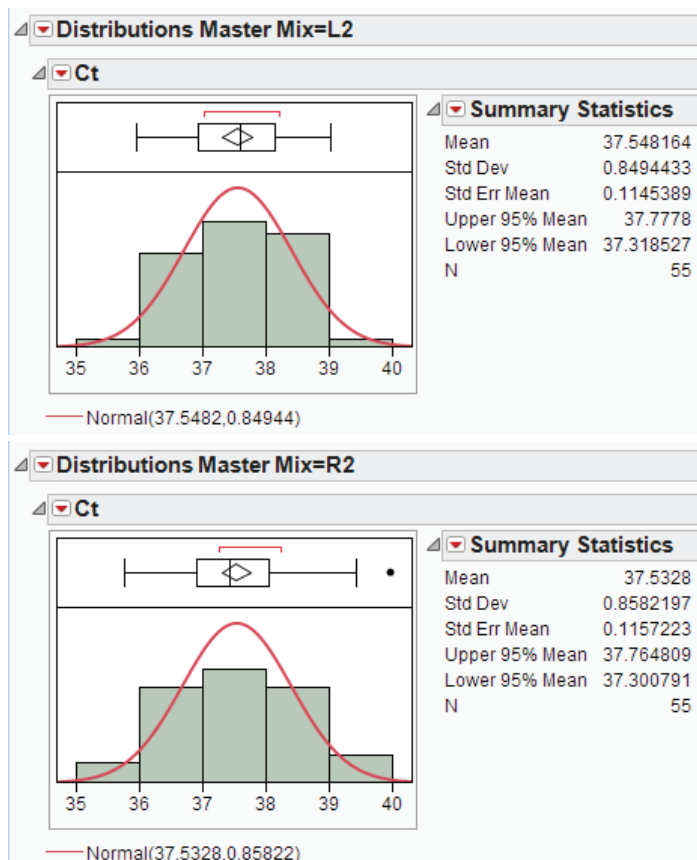 Distributions Master Mix=L2
Ct
Summary Statistics
Mean 37.548164
Std Dev 0.8494433
Std Err Mean 0.1145389
Upper 95% Mean 37.7778
Lower 95% Mean 37.318527
N 55
35 36 37 38 39 40
Normal(37.5482,0.84944)
Distributions Master Mix=R2
Ct
Summary Statistics
Mean 37.5328
Std Dev 0.8582197
Std Err Mean 0.1157223
Upper 95% Mean 37.764809
Lower 95% Mean 37.300791
N 55
35 36 37 38 39 40
Normal(37.5328,0.85822)